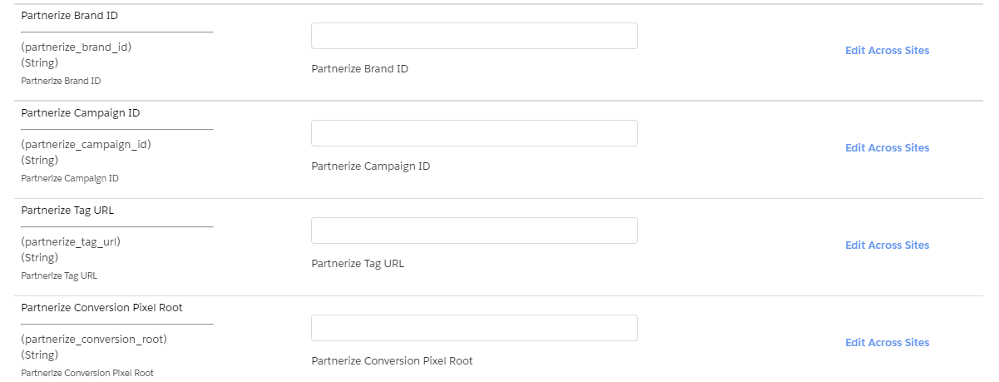 Partnerize Brand ID
(partnerize_brand_id)
(String)
Partnerize Brand ID
Partnerize Brand ID
Edit Across Sites
Partnerize Campaign ID
(partnerize_campaign_id)
(String)
Partnerize Campaign ID
Partnerize Campaign ID
Edit Across Sites
Partnerize Tag URL
(partnerize_tag_url)
(String)
Partnerize Tag URL
Partnerize Tag URL
Edit Across Sites
Partnerize Conversion Pixel Root
(partnerize_conversion_root)
(String)
Partnerize Conversion Pixel Root
Partnerize Conversion Pixel Root
Edit Across Sites